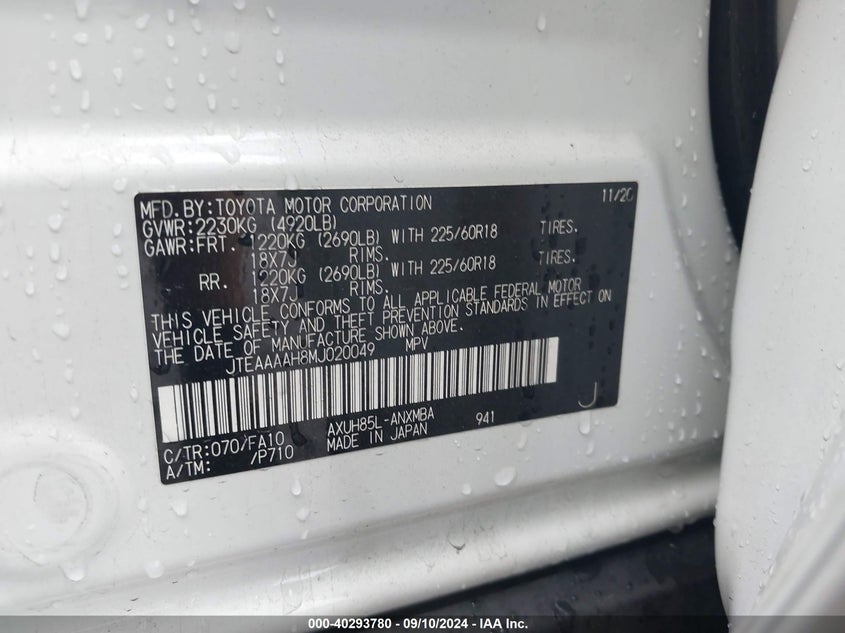 MFD.BY:TOYOTA MOTOR CORPORATION 11/20
GVWR:2230KG (4920LB)
GAWR:FRT. 1220KG (2690LB) WITH 225/60R18 TIRES.
18X7J RIMS.
RR. 1220KG (2690LB) WITH 225/60R18 TIRES.
18X7J RIMS.
THIS VEHICLE CONFORMS TO ALL APPLICABLE FEDERAL MOTOR
VEHICLE SAFETY AND THEFT PREVENTION STANDARDS IN EFFECT ON
THE DATE OF MANUFACTURE SHOWN ABOVE.
JTEAAAAH8MJ020049 MPV
J
C/TR:070/FA10 AXUH85L-ANXMBA 941
A/TM: /P710 MADE IN JAPAN
000-40293780 - 09/10/2024 - IAAI.com